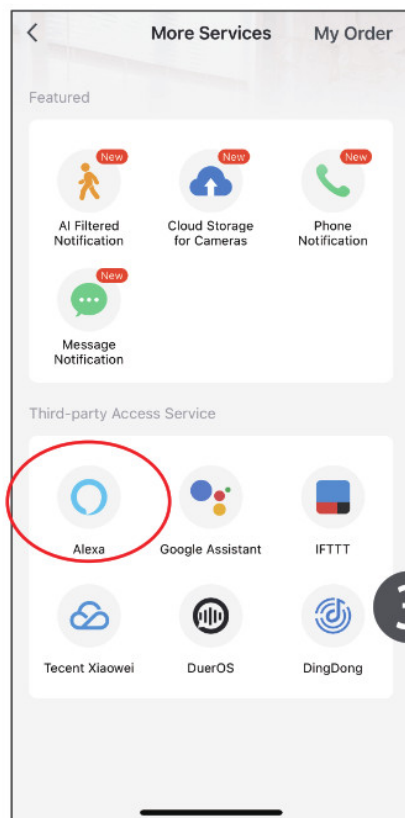 More Services
My Order
Featured
New
New
New
AI Filtered
Notification
Cloud Storage
for Cameras
Phone
Notification
New
Message
Notification
Third-party Access Service
Alexa
Google Assistant
IFTTT
3
Tecent Xiaowei
DuerOS
DingDong